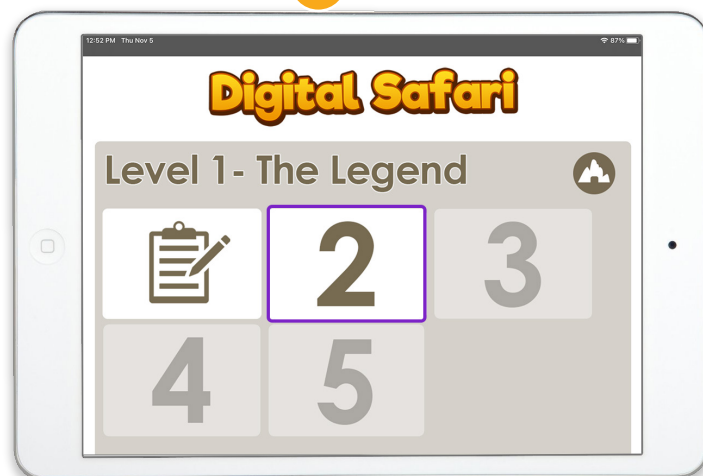 12:52 PM Thu Nov 5 87%
Digital Safari
Level 1- The Legend
2 3
4 5